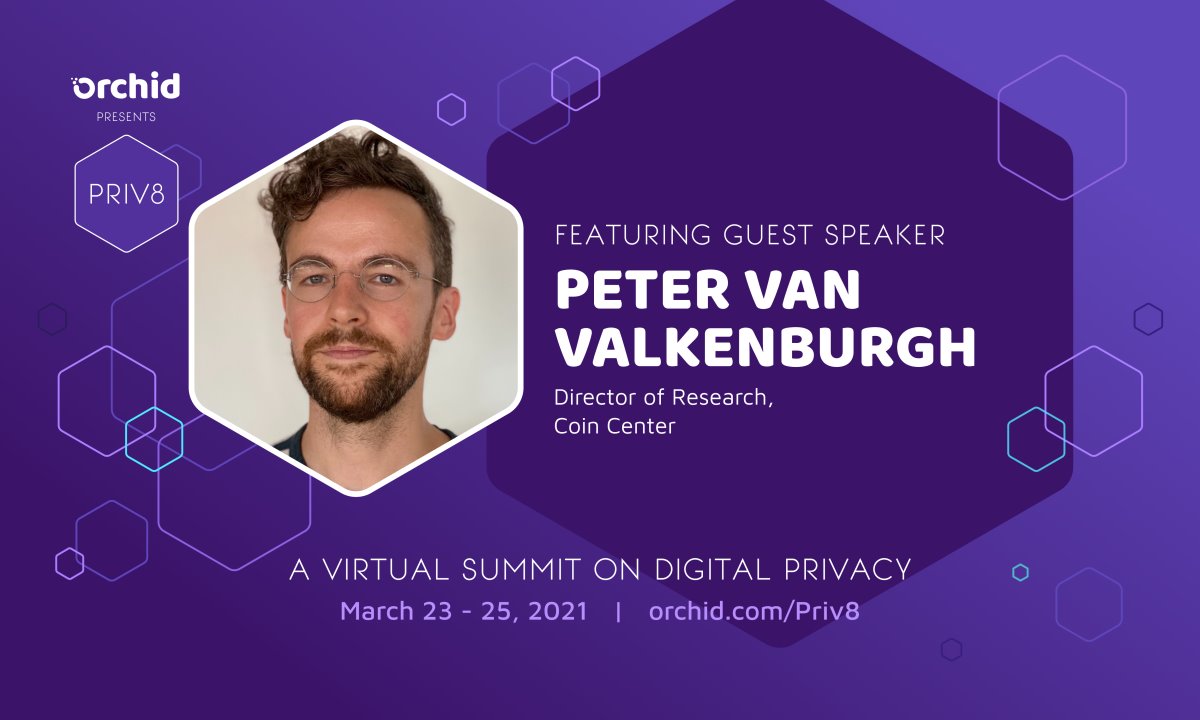 orchid
PRESENTS
PRIV8
FEATURING GUEST SPEAKER
PETER VAN
VALKENBURGH
Director of Research,
Coin Center
A VIRTUAL SUMMIT ON DIGITAL PRIVACY
March 23 - 25, 2021 | orchid.com/Priv8